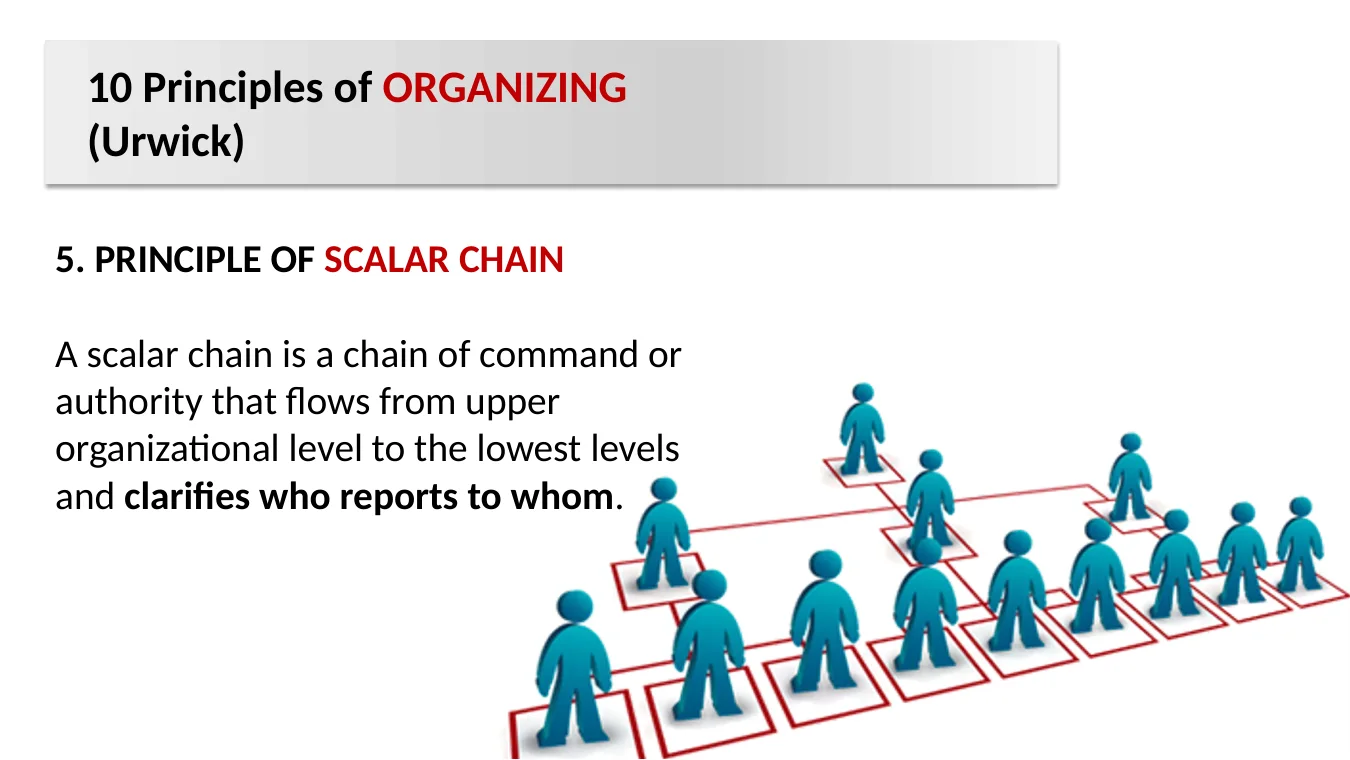 10 Principles of ORGANIZING
(Urwick)
5. PRINCIPLE OF SCALAR CHAIN
A scalar chain is a chain of command or
authority that flows from upper
organizational level to the lowest levels
and clarifies who reports to whom.